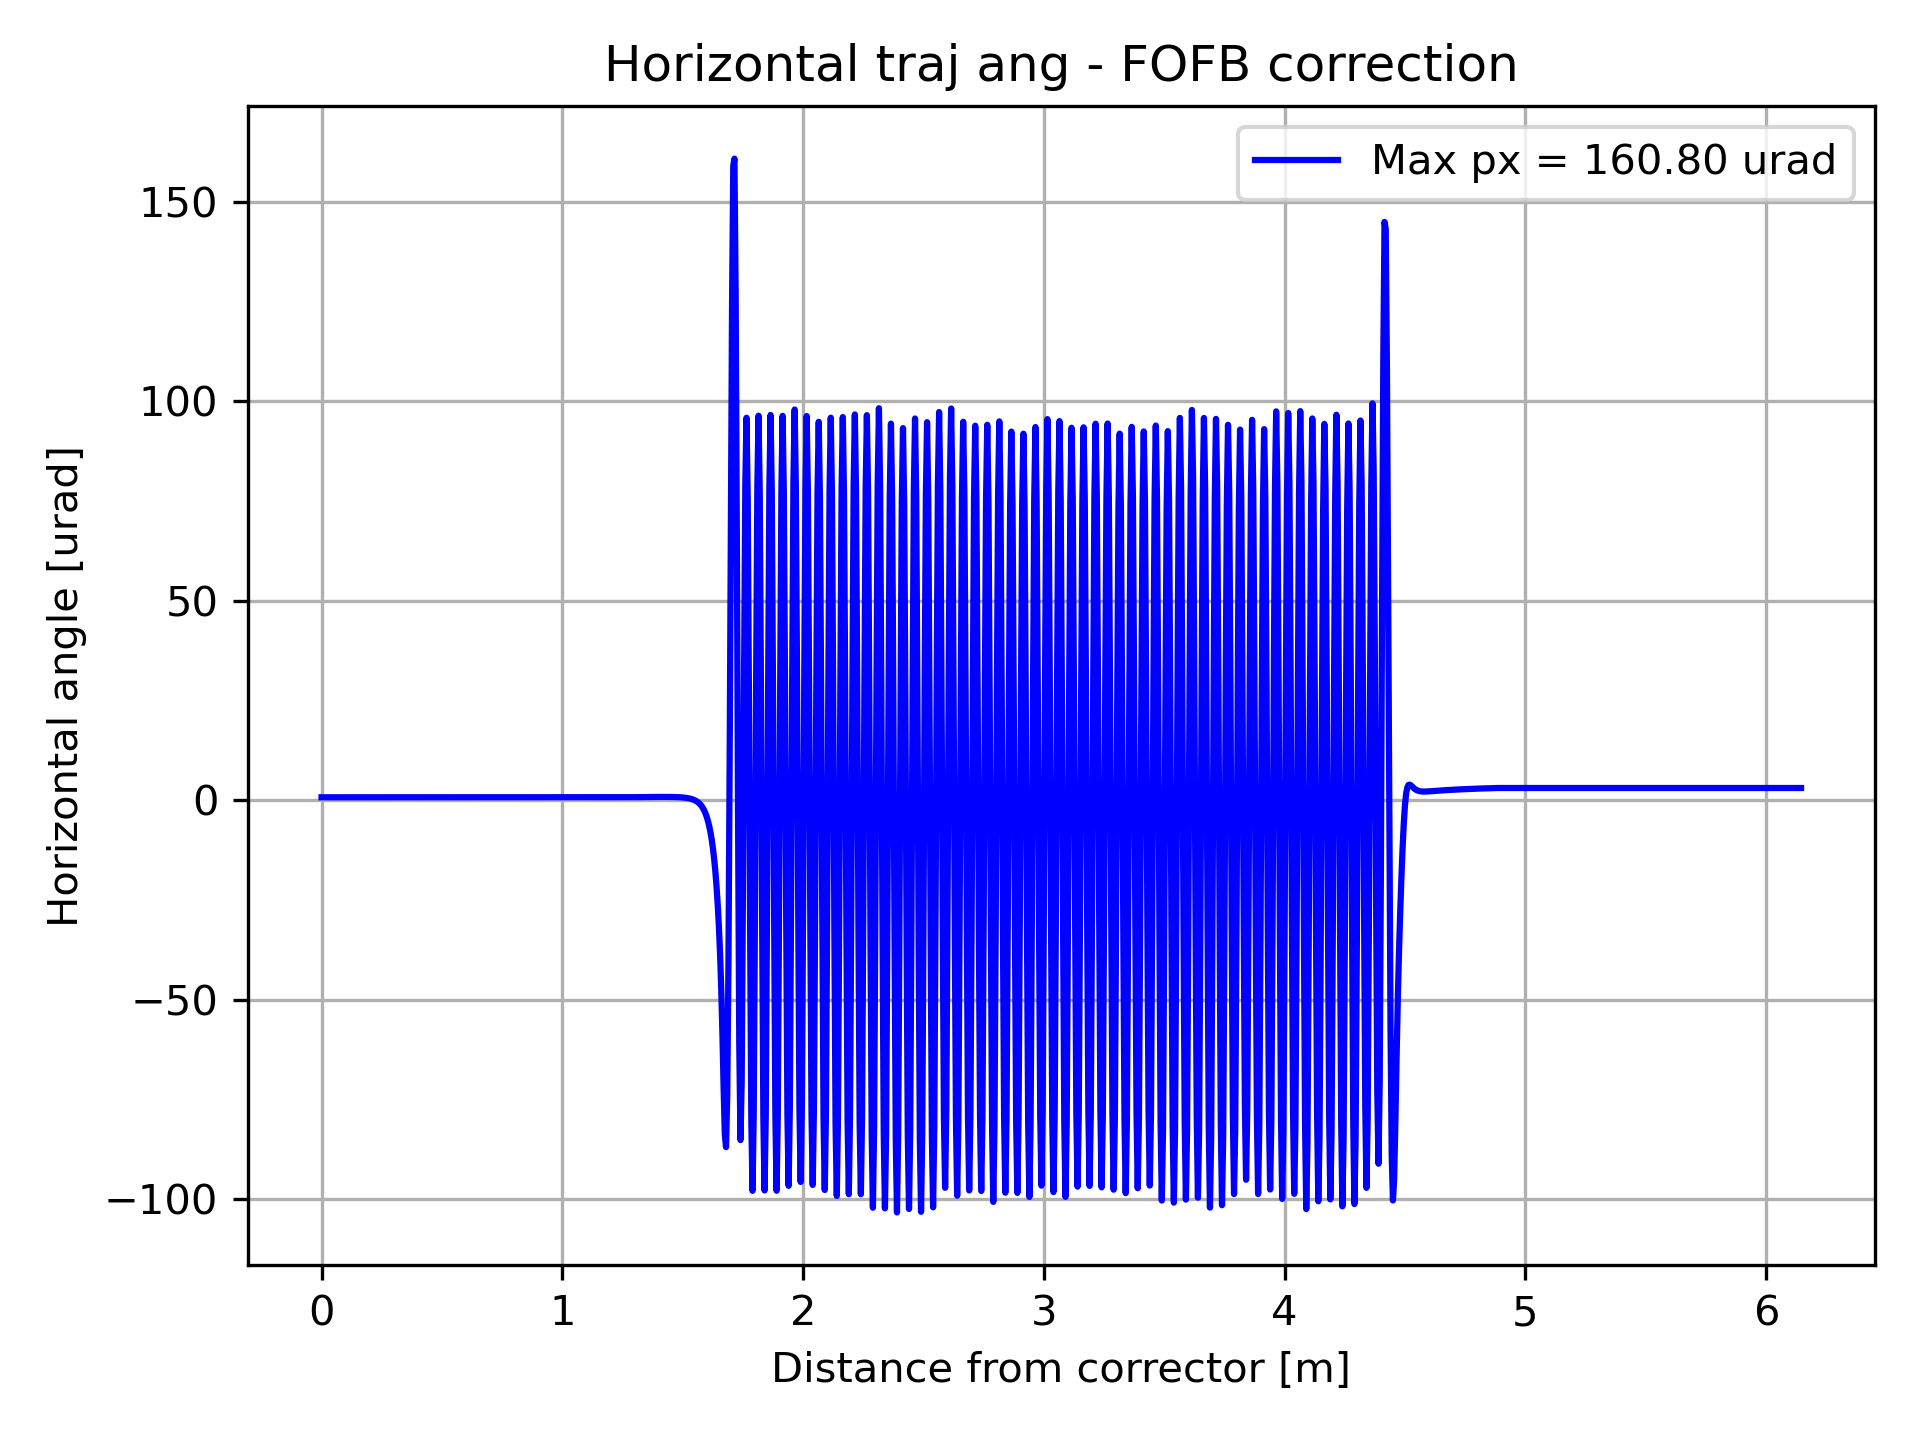 Horizontal traj ang - FOFB correction
Max px = 160.80 urad
Horizontal angle [urad]
150
100
50
0
−50
−100
0 1 2 3 4 5 6
Distance from corrector [m]